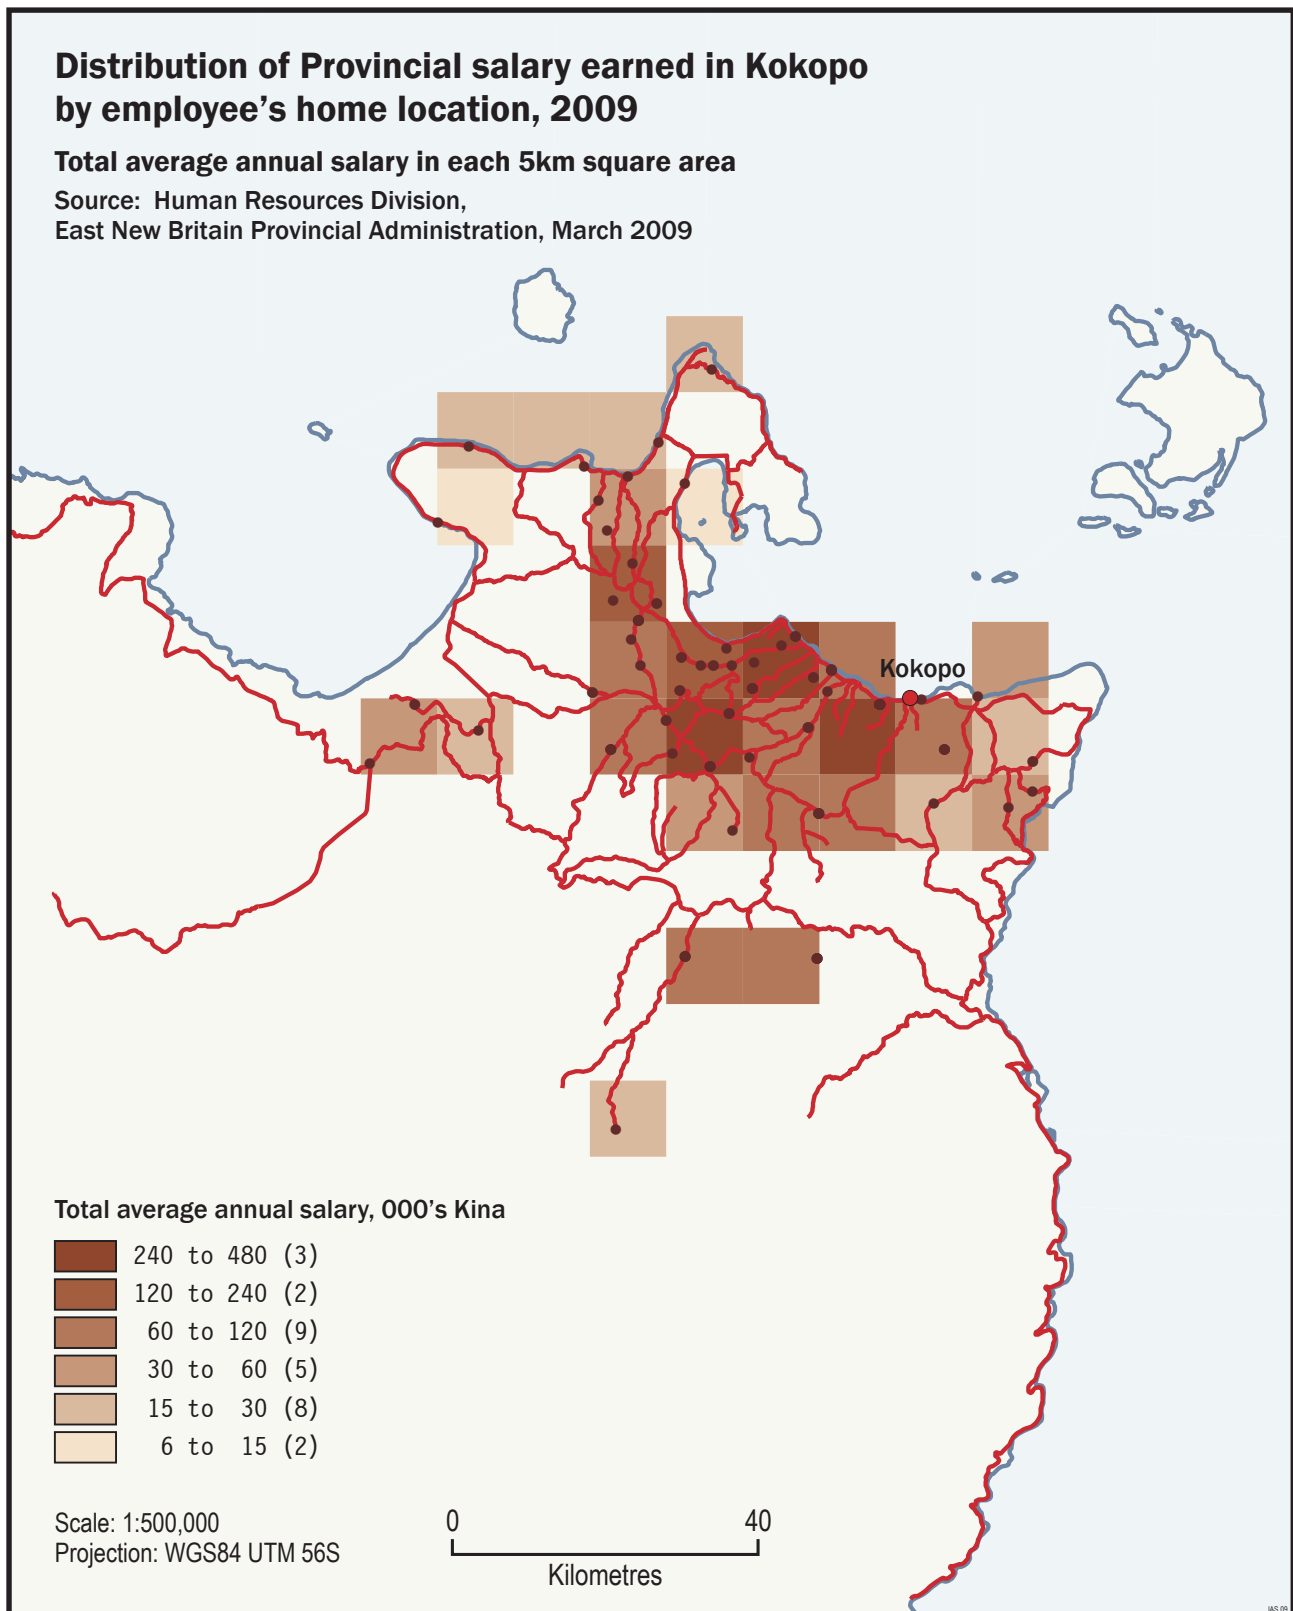 Distribution of Provincial salary earned in Kokopo
by employee's home location, 2009
Total average annual salary in each 5km square area
Source: Human Resources Division,
East New Britain Provincial Administration, March 2009
Kokopo
Total average annual salary, 000's Kina
240 to 480 (3)
120 to 240 (2)
60 to 120 (9)
30 to 60 (5)
15 to 30 (8)
6 to 15 (2)
Scale: 1:500,000
Projection: WGS84 UTM 56S
0 40
Kilometres
JAS 09